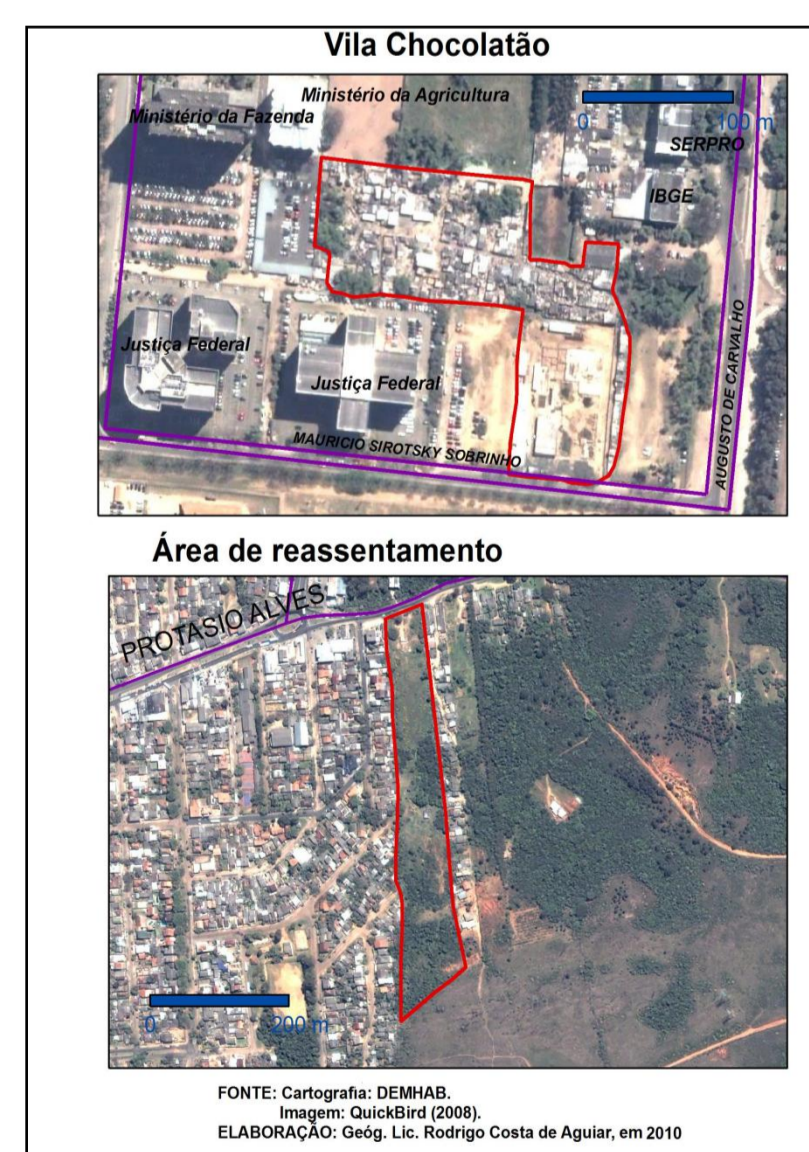 Vila Chocolatão
Ministério da Agricultura
Ministério da Fazenda
0 100 m
SERPRO
IBGE
Justiça Federal
Justiça Federal
MAURICIO SIROTSKY SOBRINHO
AUGUSTO DE CARVALHO
Área de reassentamento
PROTASIO ALVES
0 200 m
FONTE: Cartografia: DEMHAB.
Imagem: QuickBird (2008).
ELABORAÇÃO: Geóg. Lic. Rodrigo Costa de Aguiar, em 2010